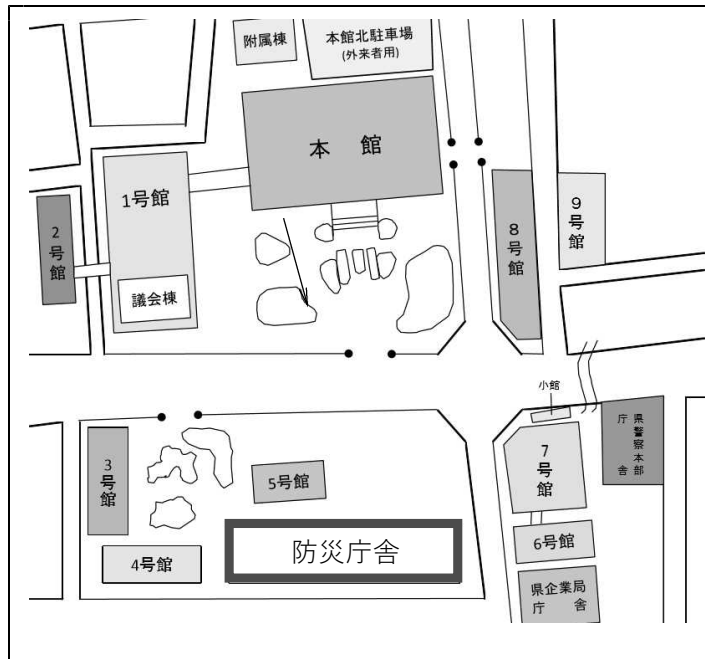 附属棟
本館北駐車場
(外来者用)
本　館
1号館
2号館
議会棟
8号館
9号館
小館
県警察本部
庁　舎
7号館
3号館
5号館
防災庁舎
6号館
4号館
県企業局
庁　舎